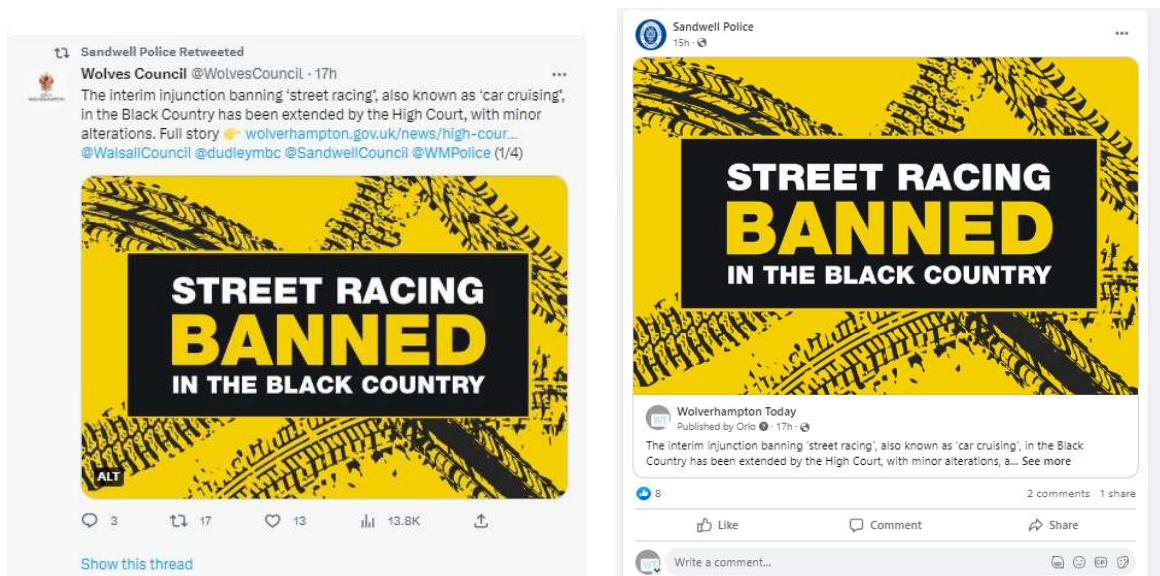 Sandwell Police Retweeted
Wolves Council @WolvesCouncil · 17h
The interim injunction banning ‘street racing’, also known as ‘car cruising’,
in the Black Country has been extended by the High Court, with minor
alterations. Full story 👉 wolverhampton.gov.uk/news/high-cour...
@WalsallCouncil @dudleymbc @SandwellCouncil @WMPolice (1/4)
STREET RACING
BANNED
IN THE BLACK COUNTRY
ALT
3 17 13 13.8K
Show this thread
Sandwell Police
15h ·
STREET RACING
BANNED
IN THE BLACK COUNTRY
Wolverhampton Today
Published by Orlo · 17h ·
The interim injunction banning ‘street racing’, also known as ‘car cruising’, in the Black
Country has been extended by the High Court, with minor alterations, a... See more
8 2 comments 1 share
Like Comment Share
Write a comment...
GIF